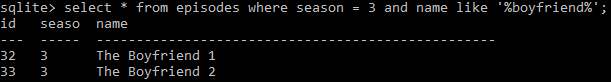 sqlite> select * from episodes where season = 3 and name like '%boyfriend%';
id   seaso  name
---  -----  --------------------------------------------------
32   3      The Boyfriend 1
33   3      The Boyfriend 2